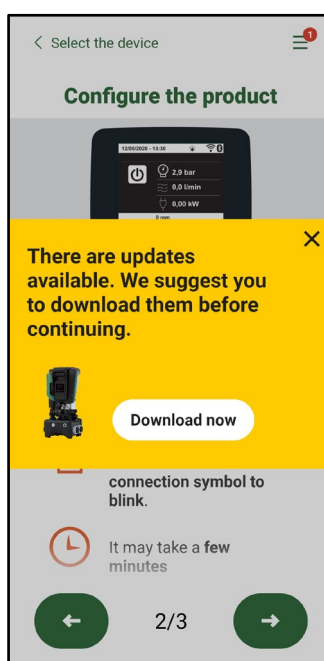 Select the device
1
Configure the product
12/05/2020 - 13:30
2,9 bar
0,0 l/min
0,00 kW
There are updates
available. We suggest you
to download them before
continuing.
Download now
connection symbol to
blink.
It may take a few
minutes
2/3